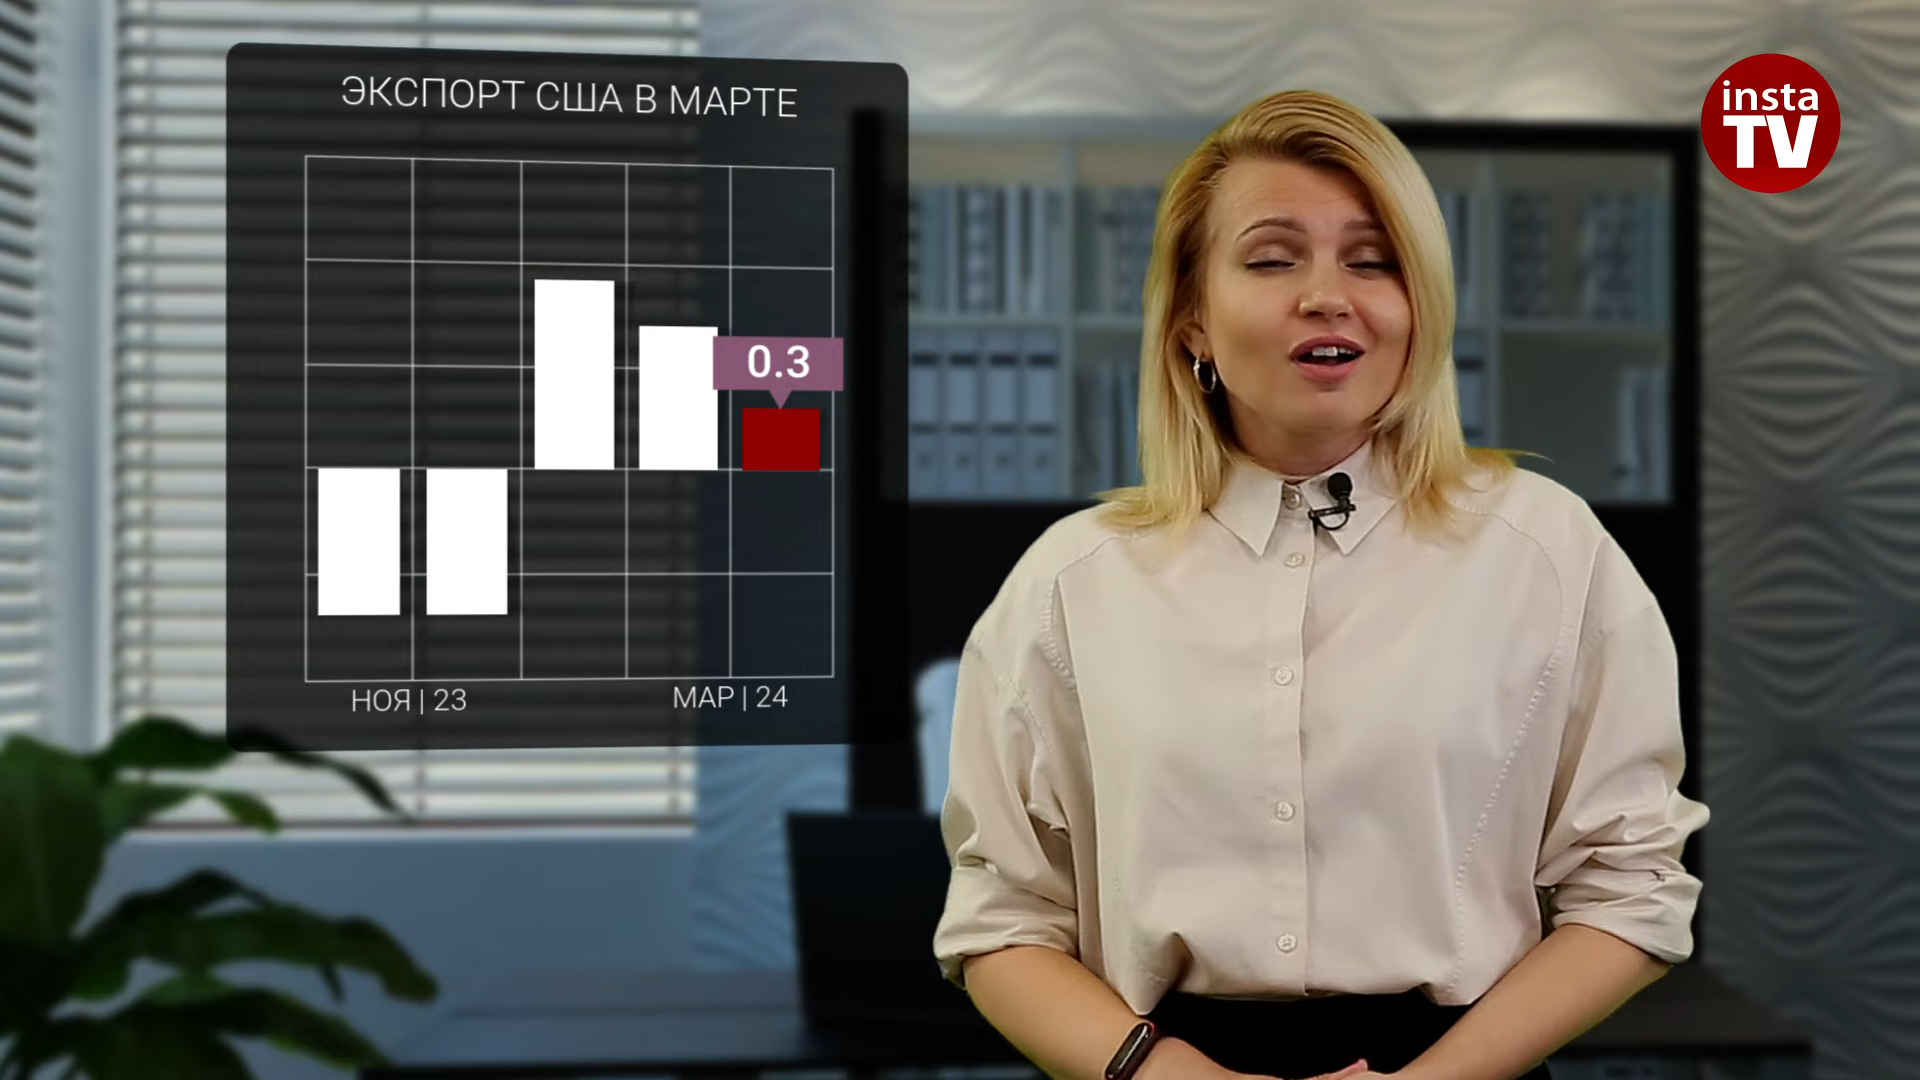 ЭКСПОРТ США В МАРТЕ
insta
TV
0.3
НОЯ | 23
МАР | 24